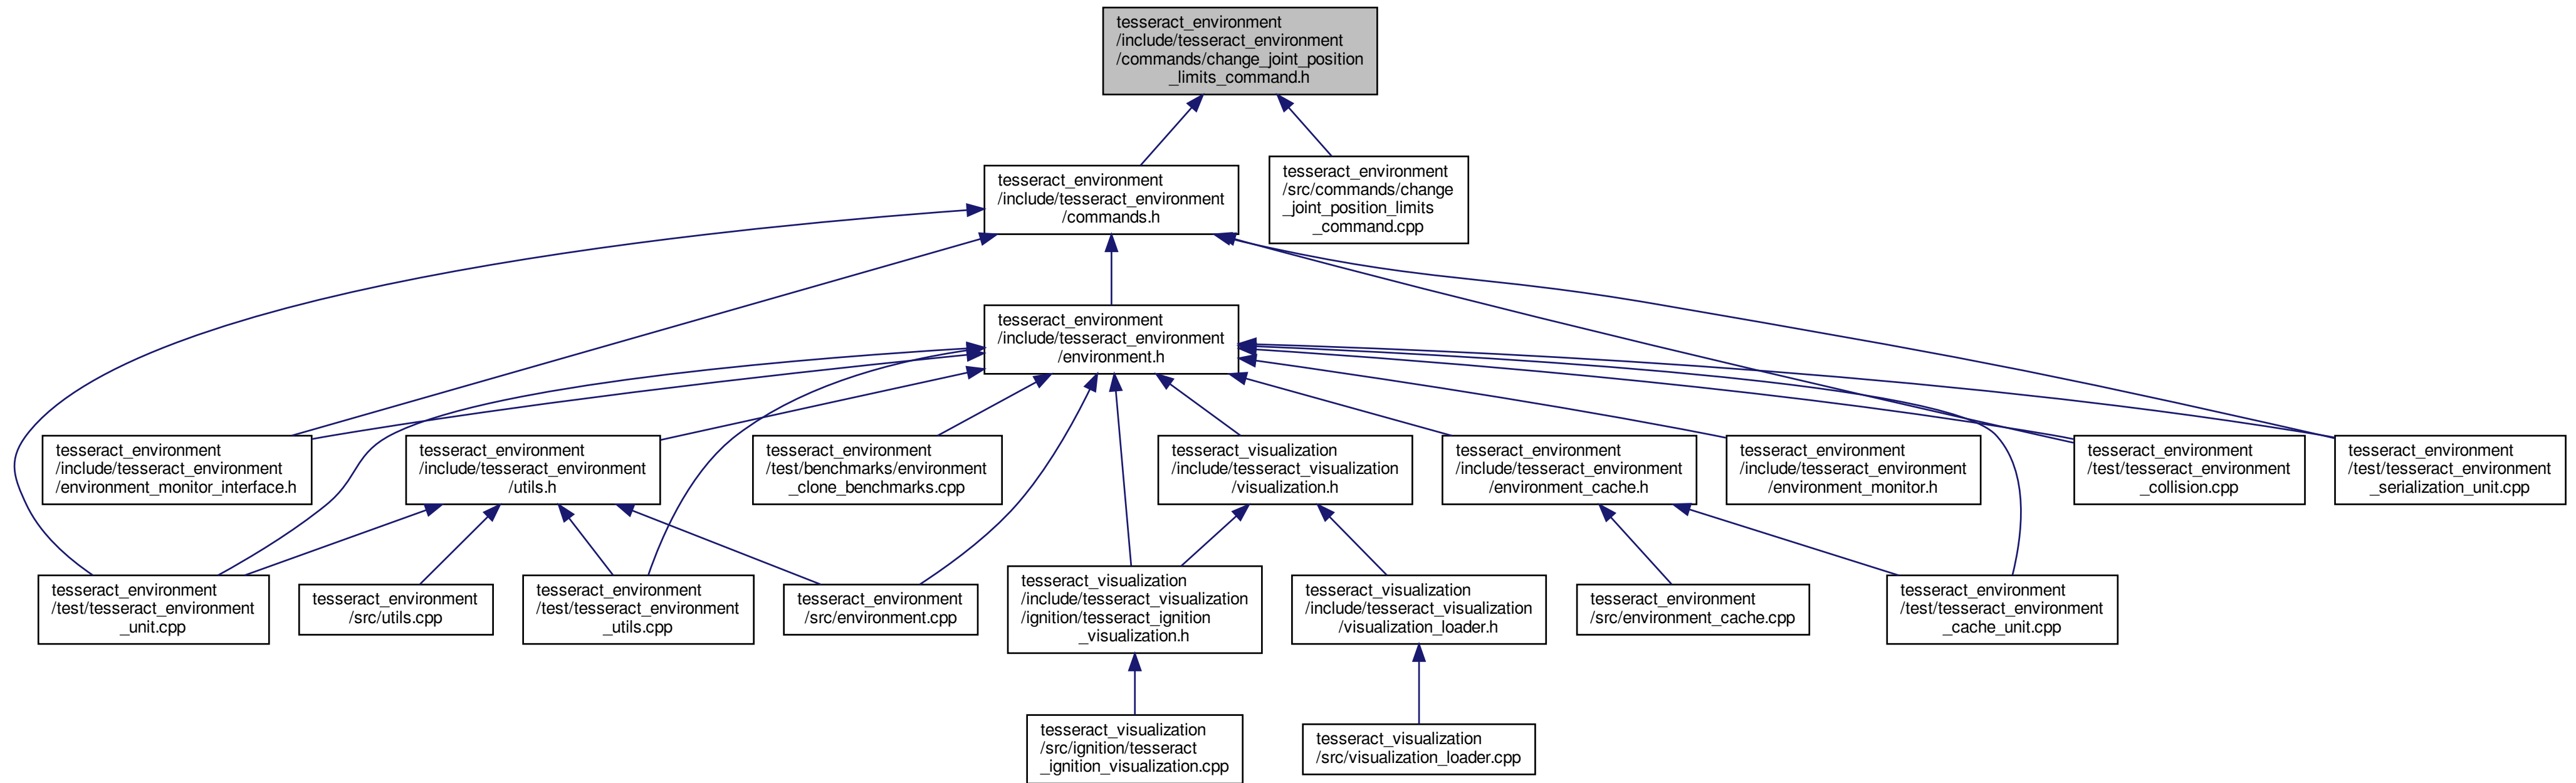 tesseract_environment
/include/tesseract_environment
/commands/change_joint_position
_limits_command.h
tesseract_environment
/include/tesseract_environment
/commands.h
tesseract_environment
/src/commands/change
_joint_position_limits
_command.cpp
tesseract_environment
/include/tesseract_environment
/environment.h
tesseract_environment
/include/tesseract_environment
/environment_monitor_interface.h
tesseract_environment
/include/tesseract_environment
/utils.h
tesseract_environment
/test/benchmarks/environment
_clone_benchmarks.cpp
tesseract_visualization
/include/tesseract_visualization
/visualization.h
tesseract_environment
/include/tesseract_environment
/environment_cache.h
tesseract_environment
/include/tesseract_environment
/environment_monitor.h
tesseract_environment
/test/tesseract_environment
_collision.cpp
tesseract_environment
/test/tesseract_environment
_serialization_unit.cpp
tesseract_environment
/test/tesseract_environment
_unit.cpp
tesseract_environment
/src/utils.cpp
tesseract_environment
/test/tesseract_environment
_utils.cpp
tesseract_environment
/src/environment.cpp
tesseract_visualization
/include/tesseract_visualization
/ignition/tesseract_ignition
_visualization.h
tesseract_visualization
/include/tesseract_visualization
/visualization_loader.h
tesseract_environment
/src/environment_cache.cpp
tesseract_environment
/test/tesseract_environment
_cache_unit.cpp
tesseract_visualization
/src/ignition/tesseract
_ignition_visualization.cpp
tesseract_visualization
/src/visualization_loader.cpp